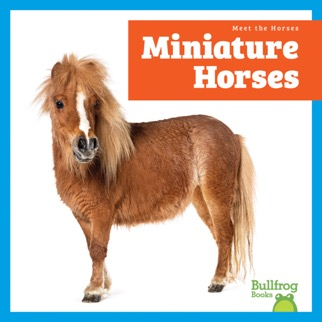 Meet the Horses
Miniature
Horses
Bullfrog
Books